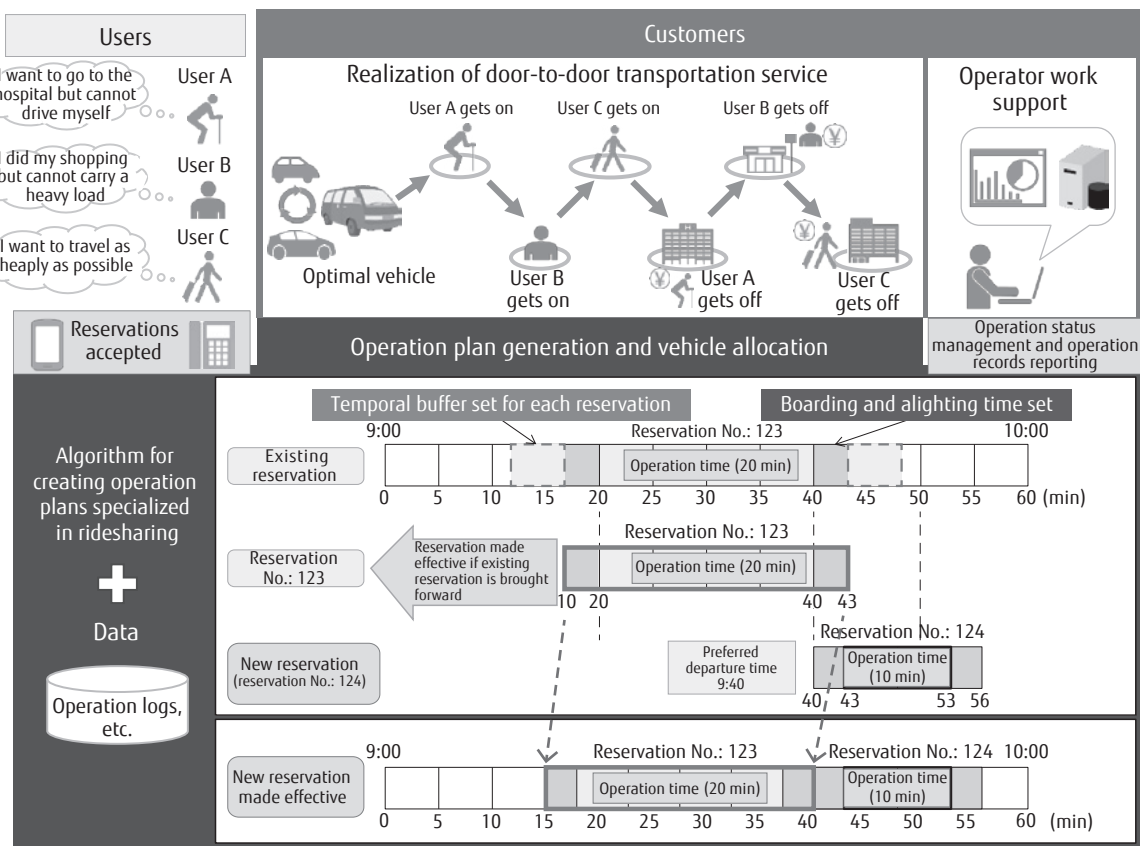 Users
want to go to the
hospital but cannot
drive myself
User A
did my shopping
but cannot carry a
heavy load
User B
I want to travel as
cheaply as possible
User C
Reservations
accepted
Customers
Realization of door-to-door transportation service
User A gets on
User C gets on
User B gets off
Optimal vehicle
User B
gets on
¥
User A
gets off
¥
User C
gets off
¥
Operator work
support
Operation plan generation and vehicle allocation
Operation status
management and operation
records reporting
Algorithm for
creating operation
plans specialized
in ridesharing
Data
Operation logs,
etc.
Temporal buffer set for each reservation
Boarding and alighting time set
9:00
Reservation No.: 123
10:00
Existing
reservation
Operation time (20 min)
0 5 10 15 20 25 30 35 40 45 50 55 60 (min)
Reservation
No.: 123
Reservation made
effective if existing
reservation is brought
forward
Reservation No.: 123
Operation time (20 min)
10 20 40 43
New reservation
(reservation No.: 124)
Preferred
departure time
9:40
Reservation No.: 124
Operation time
(10 min)
40 43 53 56
9:00
Reservation No.: 123
Reservation No.: 124
10:00
New reservation
made effective
Operation time (20 min)
Operation time
(10 min)
0 5 10 15 20 25 30 35 40 45 50 55 60 (min)